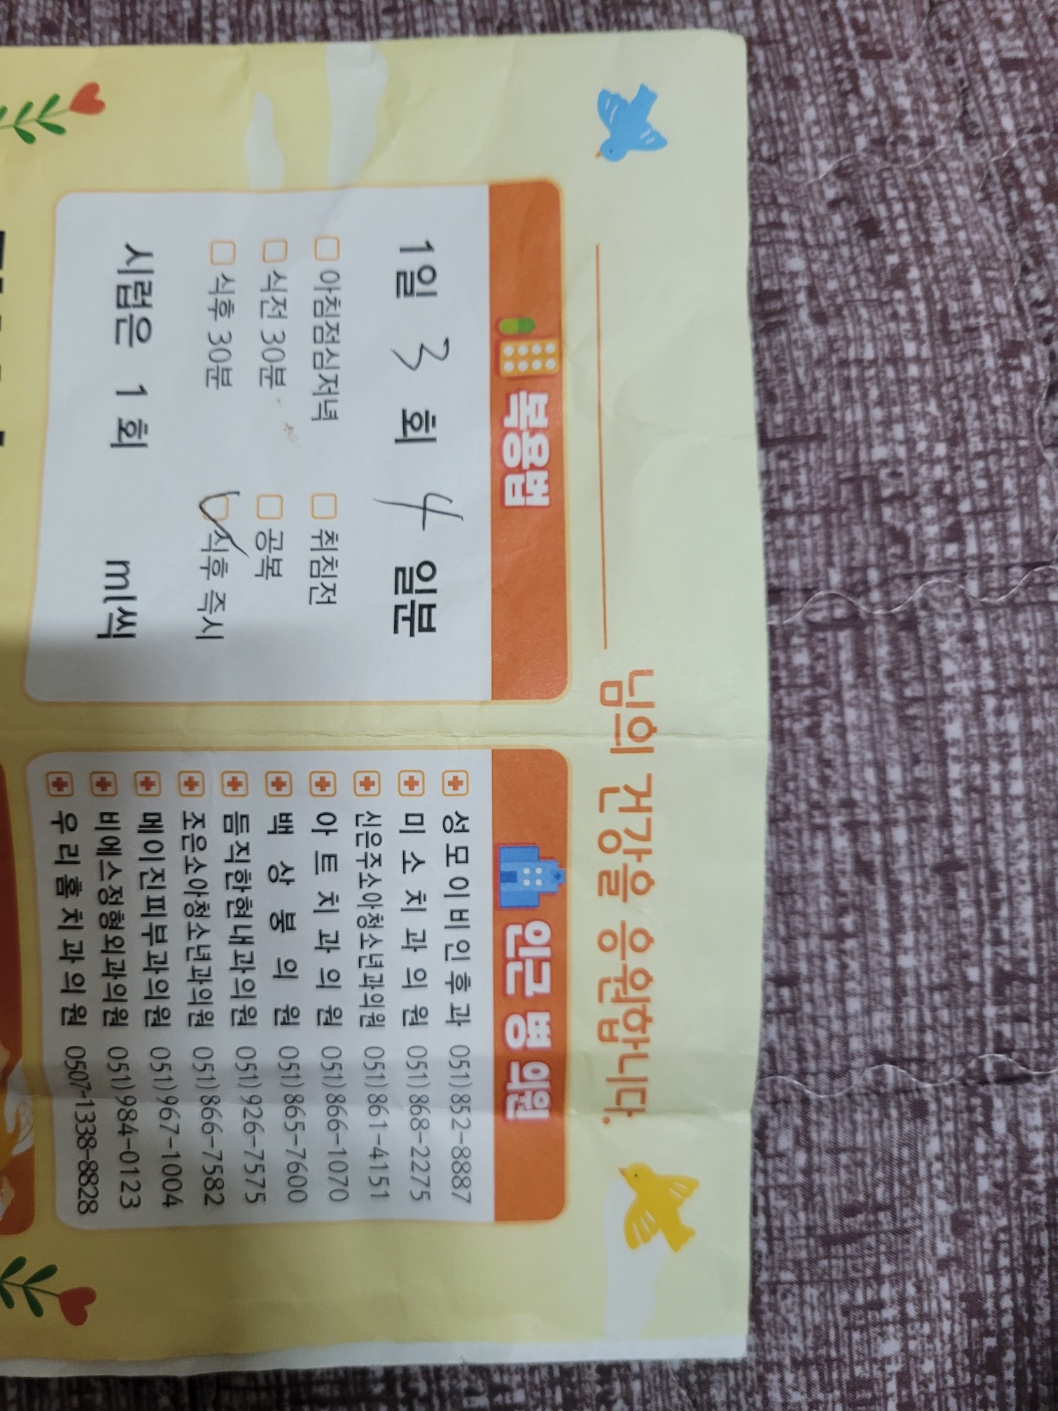 님의 건강을 응원합니다.
복용법
1일 3 회 4 일분
아침점심저녁 취침전
식전 30분 공복
식후 30분 식후 즉시
시럽은 1 회 ml씩
인근 병 의원
성모이비인후과 051)852-8887
미소치과의원 051)868-2275
신은주소아청소년과의원 051)861-4151
아트치과의원 051)866-1070
백상봉의원 051)865-7600
듬직한현내과의원 051)926-7575
조은소아청소년과의원 051)866-7582
메이진피부과의원 051)967-1004
비에스정형외과의원 051)984-0123
우리홈치과의원 0507-1338-8828